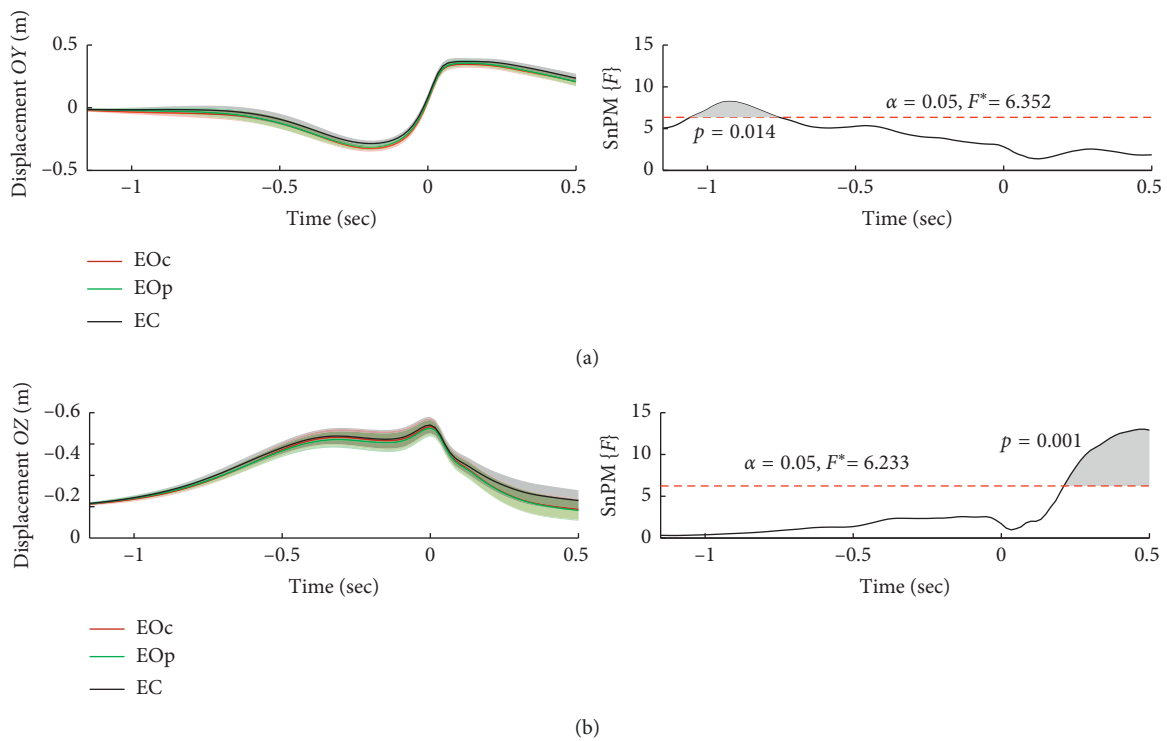 Displacement OY (m)
0.5
0
–0.5
–1
–0.5
0
0.5
Time (sec)
EOc
EOp
EC
SnPM {F}
15
10
5
0
α = 0.05, F* = 6.352
p = 0.014
–1
–0.5
0
0.5
Time (sec)
(a)
Displacement OZ (m)
–0.6
–0.4
–0.2
0
–1
–0.5
0
0.5
Time (sec)
EOc
EOp
EC
SnPM {F}
15
10
5
0
p = 0.001
α = 0.05, F* = 6.233
–1
–0.5
0
0.5
Time (sec)
(b)